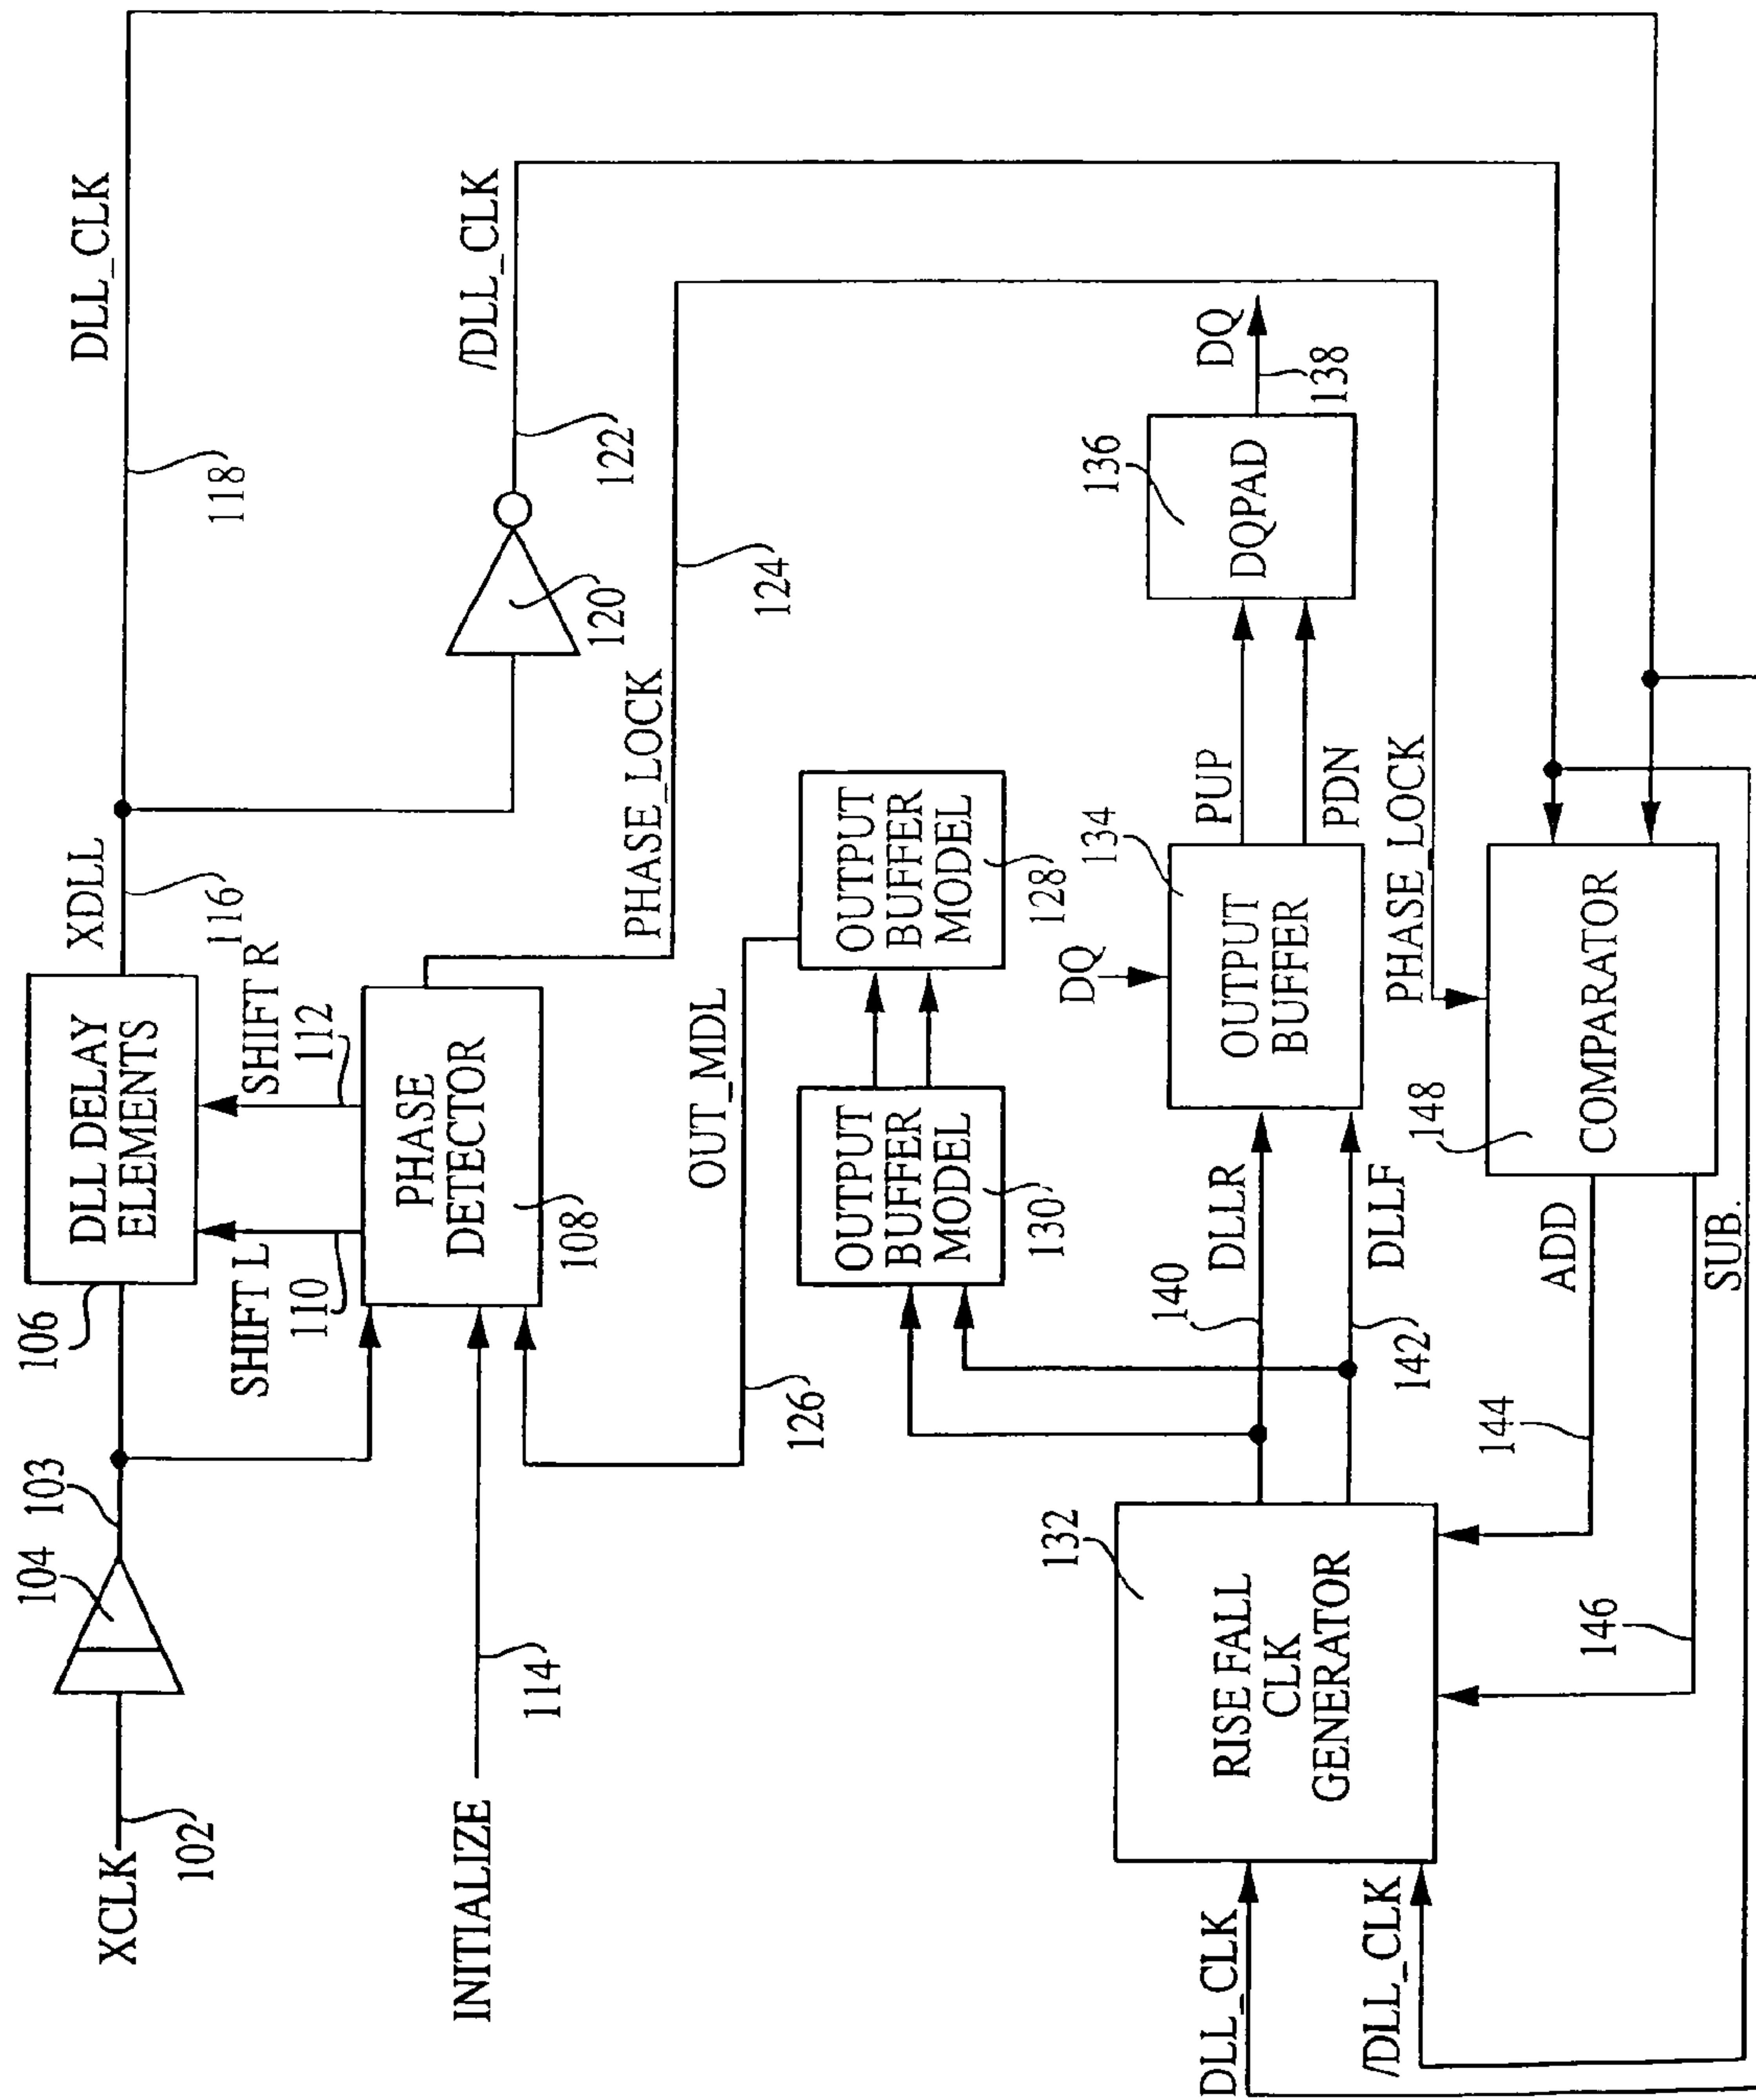 XCLK
102
104
103
106
DLL DELAY
ELEMENTS
XDLL
116
DLL_CLK
118
SHIFT L
110
SHIFT R
112
INITIALIZE
114
PHASE
DETECTOR
108
120
/DLL_CLK
122
PHASE_LOCK
124
OUT_MDL
126
OUTPUT
BUFFER
MODEL
130
OUTPUT
BUFFER
MODEL
128
DLL_CLK
/DLL_CLK
RISE FALL
CLK
GENERATOR
132
140
DLLR
142
DLLF
DQ
OUTPUT
BUFFER
134
PUP
PDN
DQPAD
136
DQ
138
PHASE_LOCK
COMPARATOR
148
ADD
144
SUB.
146